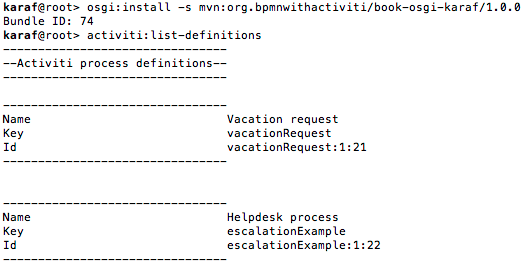 karaf@root> osgi:install -s mvn:org.bpmnwithactiviti/book-osgi-karaf/1.0.0
Bundle ID: 74
karaf@root> activiti:list-definitions
--------------------------------
--Activiti process definitions--
--------------------------------
--------------------------------
Name Vacation request
Key vacationRequest
Id vacationRequest:1:21
--------------------------------
--------------------------------
Name Helpdesk process
Key escalationExample
Id escalationExample:1:22
--------------------------------